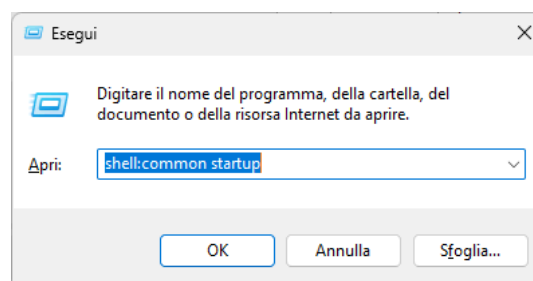 Esegui
Digitare il nome del programma, della cartella, del
documento o della risorsa Internet da aprire.
Apri: shell:common startup
OK Annulla Sfoglia...